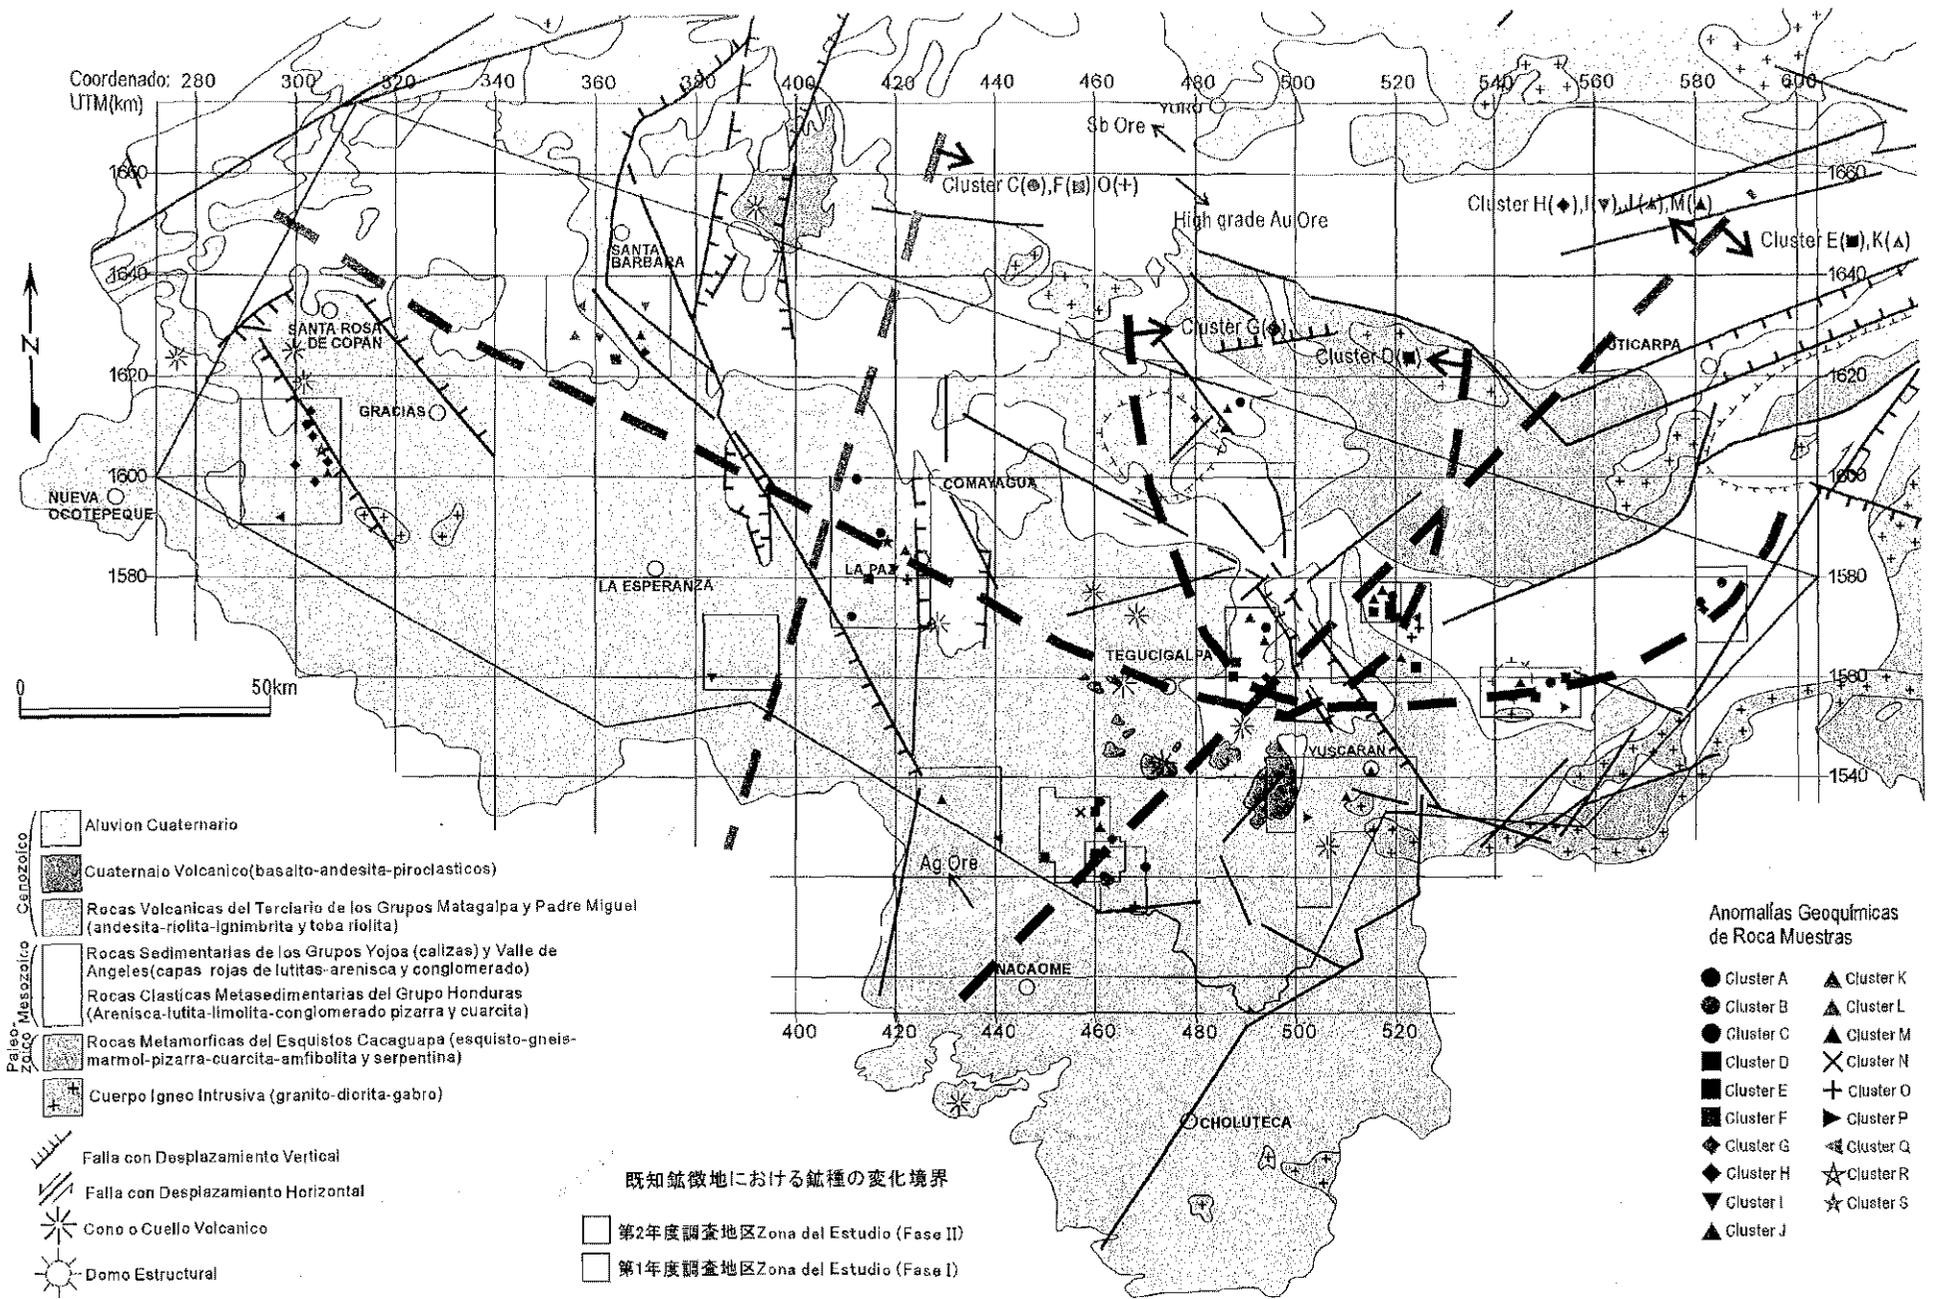 Coordenado:
UTM(km)
280
300
320
340
360
380
400
420
440
460
480
500
520
540
560
580
600
YORO
Sb Ore
Cluster C(●),F(■)O(+)
High grade Au Ore
Cluster H(◆),I(▼),J(▲),M(▲)
Cluster E(■),K(▲)
1660
1660
1640
1640
SANTA
BARBARA
SANTA ROSA
DE COPAN
Cluster G(◆)
Cluster D(■)
JTICARPA
1620
1620
GRACIAS
1600
1600
NUEVA
OCOTEPEQUE
COMAYAGUA
1580
1580
LA PAZ
LA ESPERANZA
TEGUCIGALPA
1560
N
0
50km
YUSCARAN
1540
Ag Ore
NACAOME
400
420
440
460
480
500
520
CHOLUTECA
Cenozoico
Aluvion Cuaternario
Cuaternaio Volcanico(basalto-andesita-piroclasticos)
Rocas Volcanicas del Terciario de los Grupos Matagalpa y Padre Miguel
(andesita-riolita-ignimbrita y toba riolita)
Mesozoico
Rocas Sedimentarias de los Grupos Yojoa (calizas) y Valle de
Angeles(capas rojas de lutitas-arenisca y conglomerado)
Rocas Clasticas Metasedimentarias del Grupo Honduras
(Arenisca-lutita-limolita-conglomerado pizarra y cuarcita)
Paleo-
zoico
Rocas Metamorficas del Esquistos Cacaguapa (esquisto-gneis-
marmol-pizarra-cuarcita-amfibolita y serpentina)
Cuerpo Igneo Intrusiva (granito-diorita-gabro)
Falla con Desplazamiento Vertical
Falla con Desplazamiento Horizontal
Cono o Cuello Volcanico
Domo Estructural
既知鉱徴地における鉱種の変化境界
第2年度調査地区Zona del Estudio (Fase II)
第1年度調査地区Zona del Estudio (Fase I)
Anomalías Geoquímicas
de Roca Muestras
Cluster A
Cluster B
Cluster C
Cluster D
Cluster E
Cluster F
Cluster G
Cluster H
Cluster I
Cluster J
Cluster K
Cluster L
Cluster M
Cluster N
Cluster O
Cluster P
Cluster Q
Cluster R
Cluster S